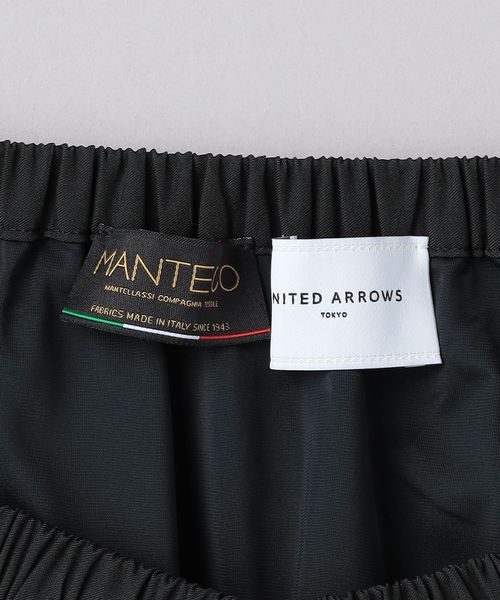 MANTECO
MANTELLASSI COMPAGNIA TESSILE
FABRICS MADE IN ITALY SINCE 1943
NITED ARROWS
TOKYO